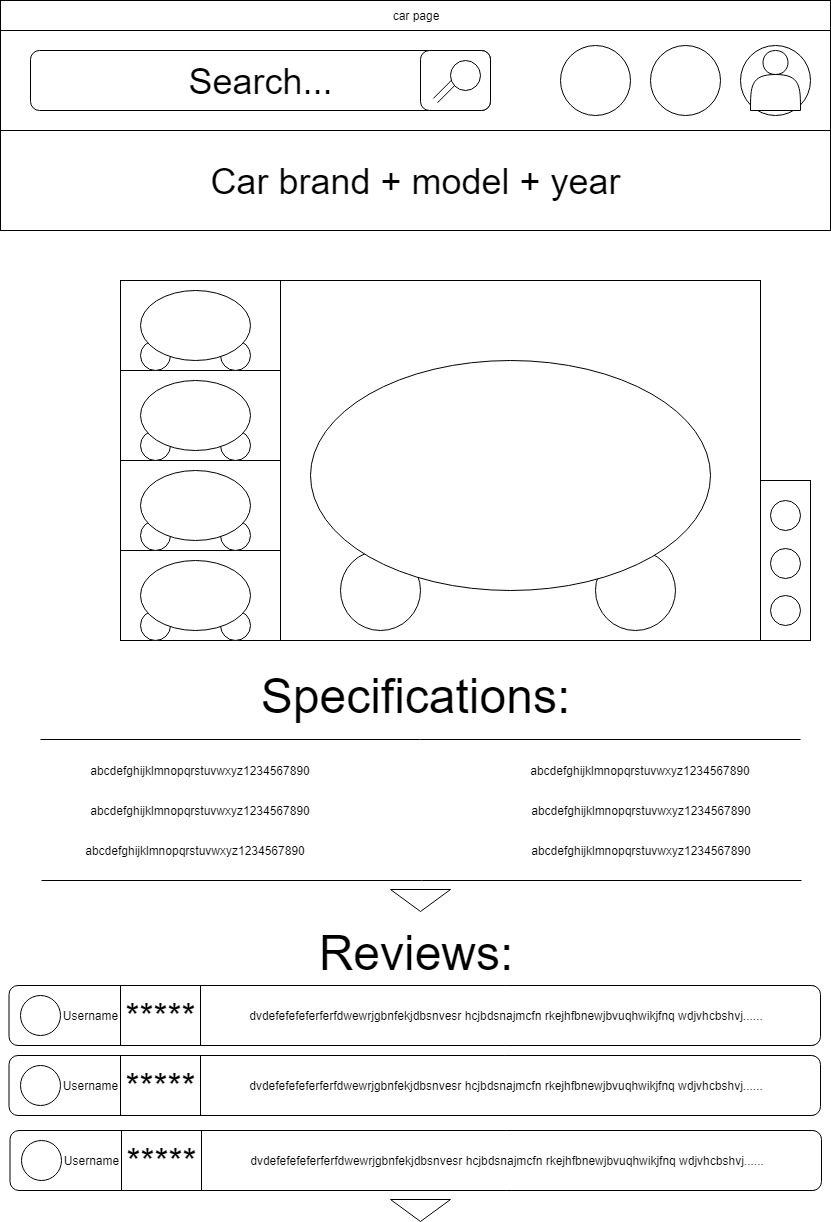 car page
Search...
Car brand + model + year
Specifications:
abcdefghijklmnopqrstuvwxyz1234567890 abcdefghijklmnopqrstuvwxyz1234567890
abcdefghijklmnopqrstuvwxyz1234567890 abcdefghijklmnopqrstuvwxyz1234567890
abcdefghijklmnopqrstuvwxyz1234567890 abcdefghijklmnopqrstuvwxyz1234567890
Reviews:
Username ***** dvdefefefeferferfdwewrjgbnfekjdbsnvesr hcjbdsnajmcfn rkejhfbnewjbvuqhwikjfnq wdjvhcbshvj......
Username ***** dvdefefefeferferfdwewrjgbnfekjdbsnvesr hcjbdsnajmcfn rkejhfbnewjbvuqhwikjfnq wdjvhcbshvj......
Username ***** dvdefefefeferferfdwewrjgbnfekjdbsnvesr hcjbdsnajmcfn rkejhfbnewjbvuqhwikjfnq wdjvhcbshvj......